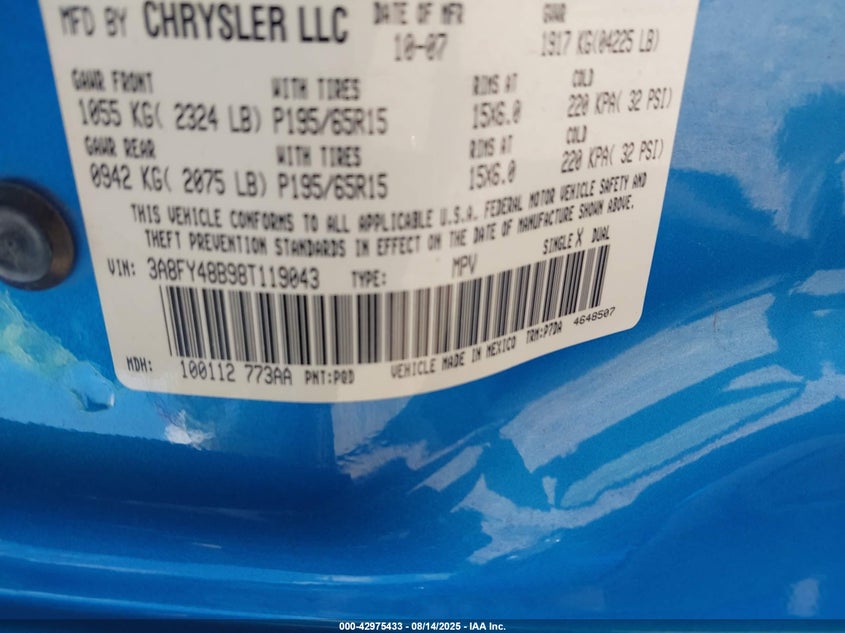 MFD BY CHRYSLER LLC DATE OF MFR GVWR
10-07 1917 KG(04225 LB)
GAWR FRONT WITH TIRES RIMS AT COLD
1055 KG( 2324 LB) P195/65R15 15X6.0 220 KPA( 32 PSI)
GAWR REAR WITH TIRES RIMS AT COLD
0942 KG( 2075 LB) P195/65R15 15X6.0 220 KPA( 32 PSI)
THIS VEHICLE CONFORMS TO ALL APPLICABLE U.S.A. FEDERAL MOTOR VEHICLE SAFETY AND
THEFT PREVENTION STANDARDS IN EFFECT ON THE DATE OF MANUFACTURE SHOWN ABOVE.
VIN: 3A8FY48B98T119043 TYPE: MPV SINGLE X DUAL
MDH: 100112 773AA PNT:PQD VEHICLE MADE IN MEXICO TRM:P7DA 4648507
000-42975433 - 08/14/2025 - IAA Inc.